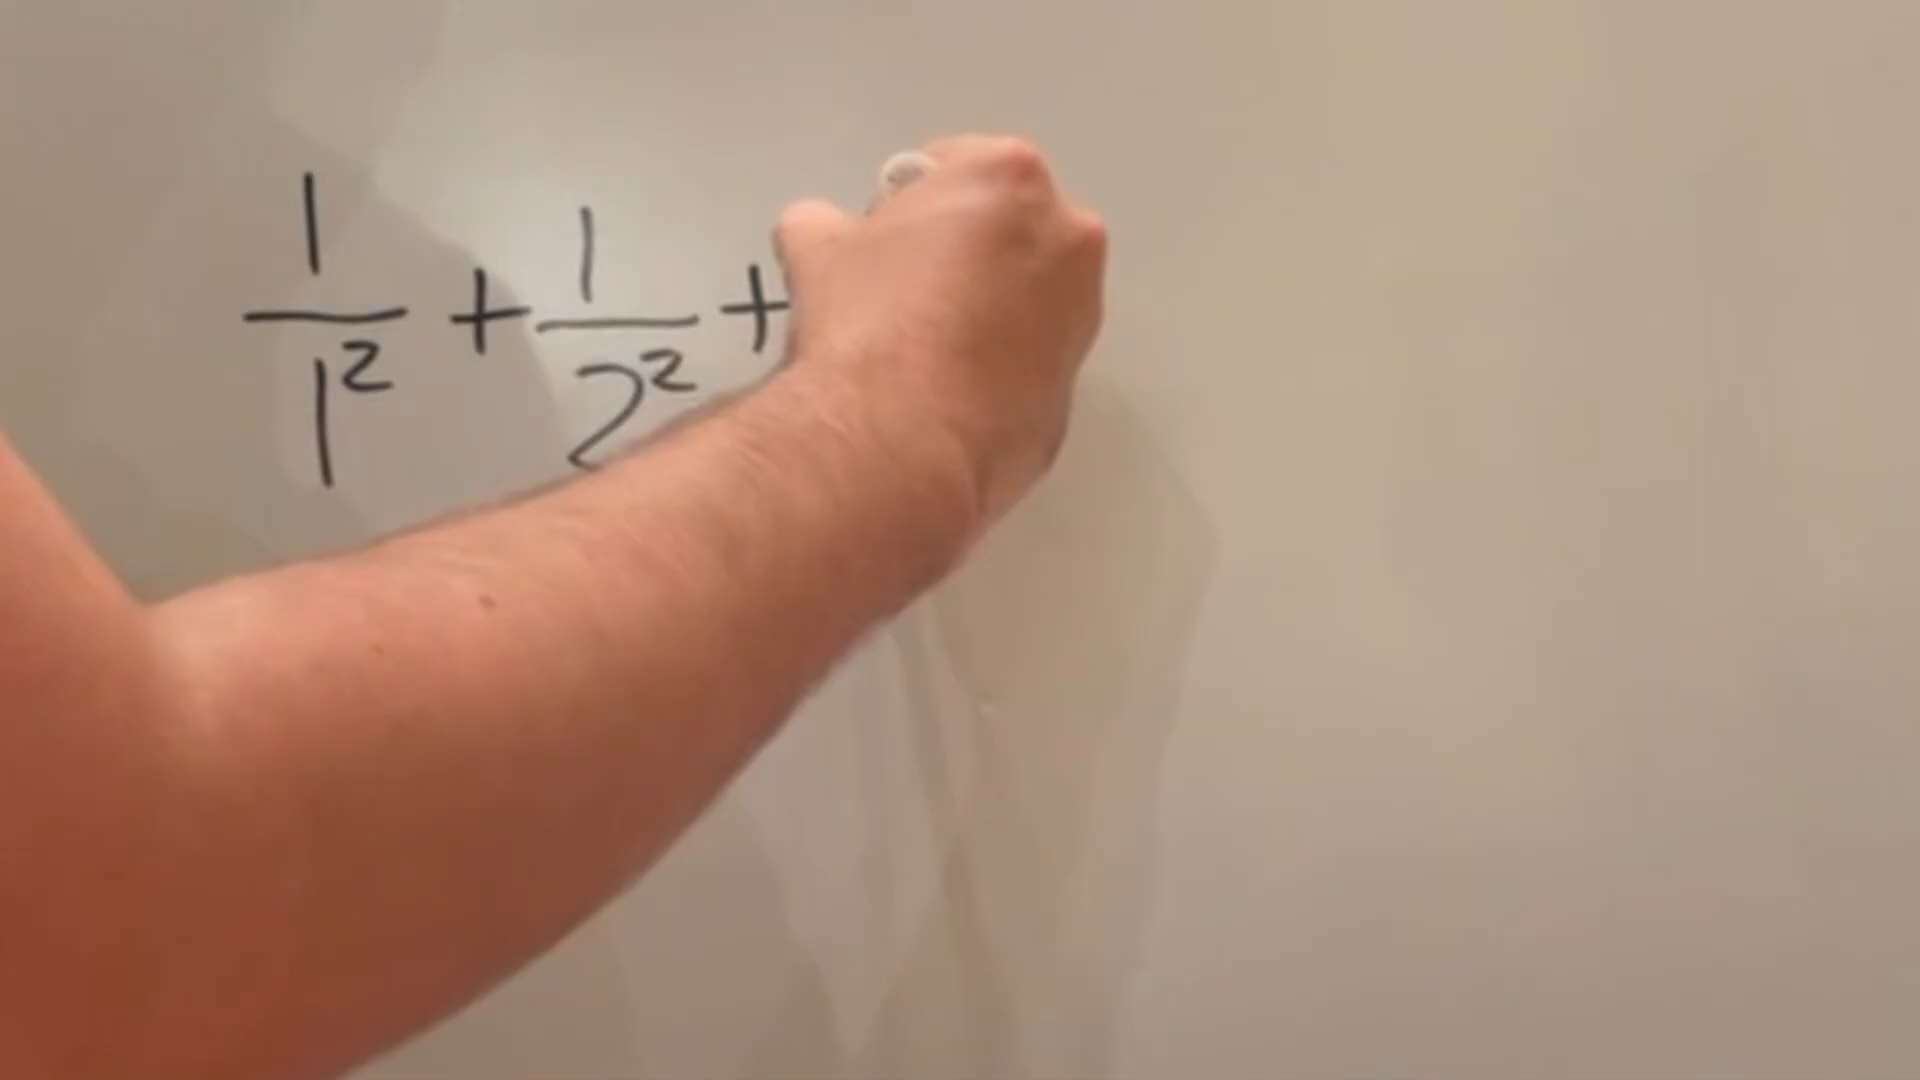 1/1² + 1/2² +